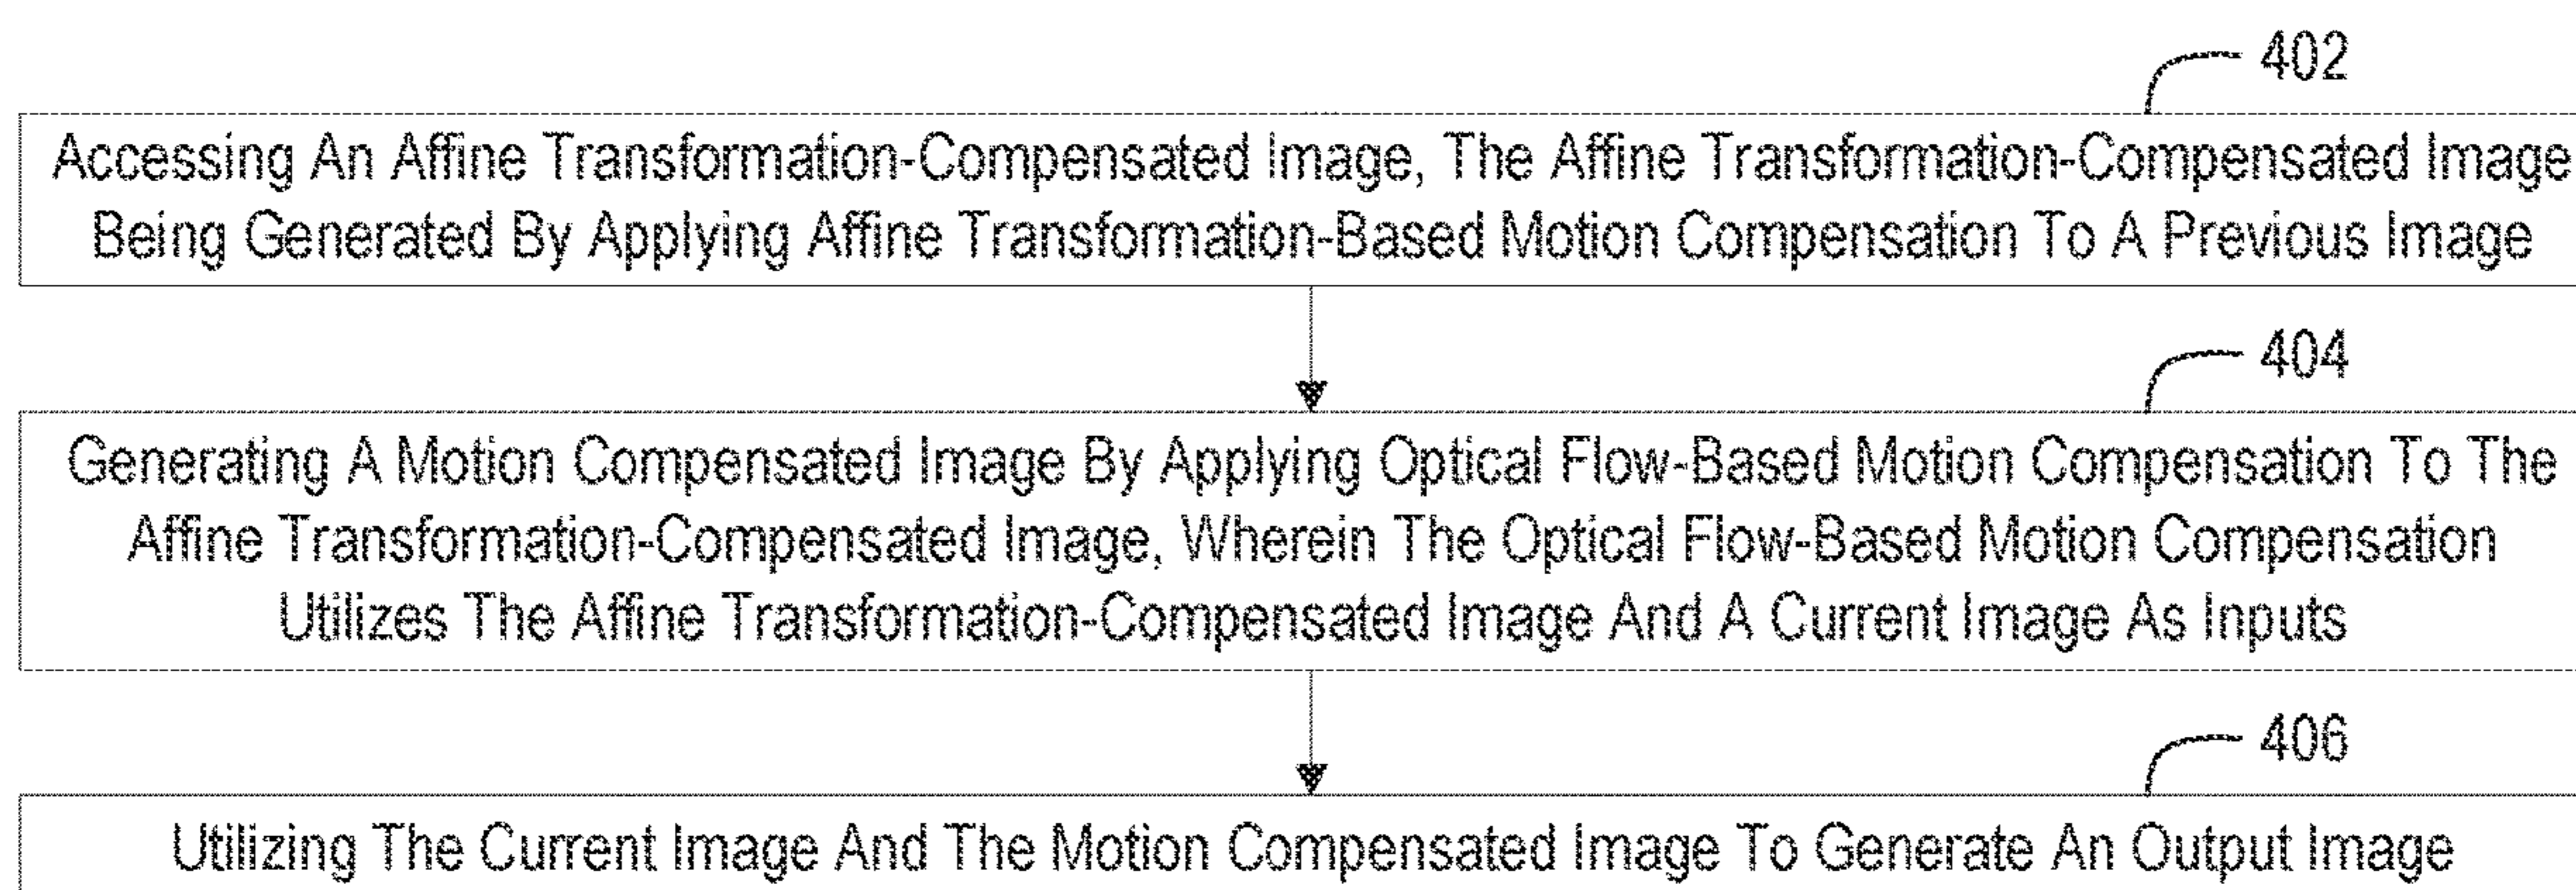 402
Accessing An Affine Transformation-Compensated Image, The Affine Transformation-Compensated Image
Being Generated By Applying Affine Transformation-Based Motion Compensation To A Previous Image
404
Generating A Motion Compensated Image By Applying Optical Flow-Based Motion Compensation To The
Affine Transformation-Compensated Image, Wherein The Optical Flow-Based Motion Compensation
Utilizes The Affine Transformation-Compensated Image And A Current Image As Inputs
406
Utilizing The Current Image And The Motion Compensated Image To Generate An Output Image